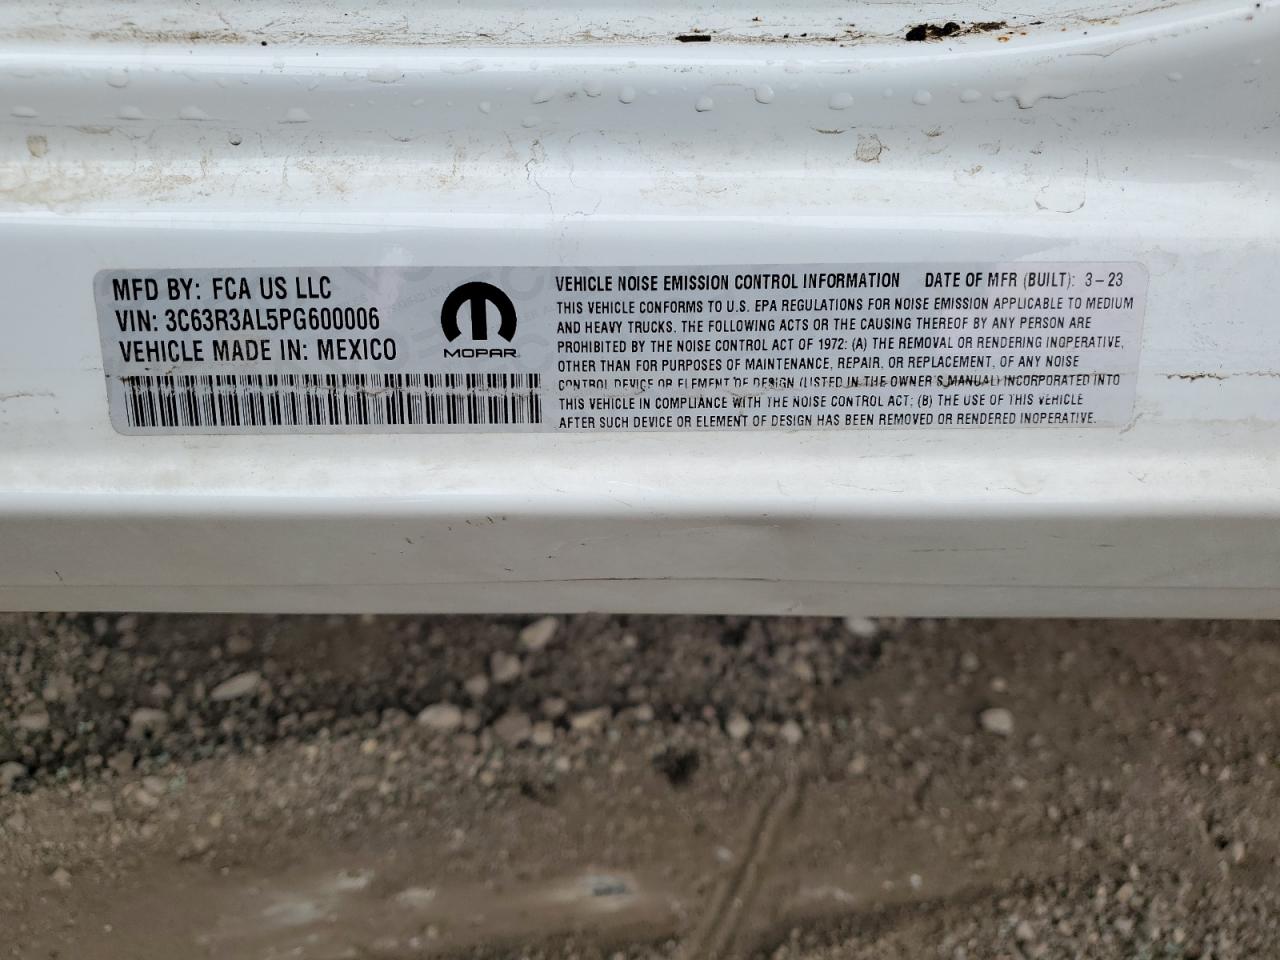 MFD BY: FCA US LLC
VIN: 3C63R3AL5PG600006
VEHICLE MADE IN: MEXICO
MOPAR
VEHICLE NOISE EMISSION CONTROL INFORMATION DATE OF MFR (BUILT): 3-23
THIS VEHICLE CONFORMS TO U.S. EPA REGULATIONS FOR NOISE EMISSION APPLICABLE TO MEDIUM
AND HEAVY TRUCKS. THE FOLLOWING ACTS OR THE CAUSING THEREOF BY ANY PERSON ARE
PROHIBITED BY THE NOISE CONTROL ACT OF 1972: (A) THE REMOVAL OR RENDERING INOPERATIVE,
OTHER THAN FOR PURPOSES OF MAINTENANCE, REPAIR, OR REPLACEMENT, OF ANY NOISE
CONTROL DEVICE OR ELEMENT OF DESIGN (LISTED IN THE OWNER'S MANUAL) INCORPORATED INTO
THIS VEHICLE IN COMPLIANCE WITH THE NOISE CONTROL ACT; (B) THE USE OF THIS VEHICLE
AFTER SUCH DEVICE OR ELEMENT OF DESIGN HAS BEEN REMOVED OR RENDERED INOPERATIVE.